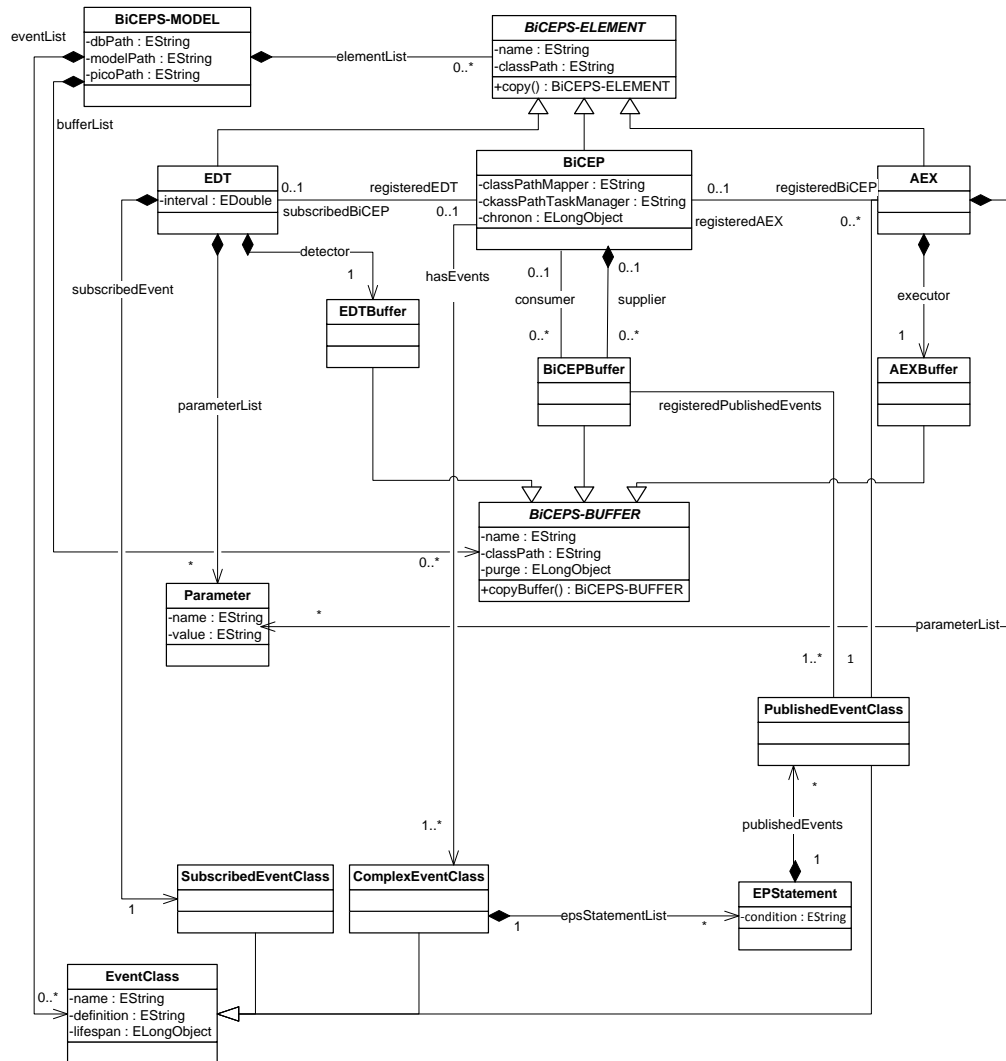 BiCEPS-MODEL
-dbPath : EString
-modelPath : EString
-picoPath : EString
eventList
bufferList
elementList
0..*
BiCEPS-ELEMENT
-name : EString
-classPath : EString
+copy() : BiCEPS-ELEMENT
EDT
-interval : EDouble
0..1
registeredEDT
subscribedBiCEP
0..1
BiCEP
-classPathMapper : EString
-ckassPathTaskManager : EString
-chronon : ELongObject
0..1
registeredBiCEP
registeredAEX
0..*
AEX
subscribedEvent
detector
1
hasEvents
0..1
0..1
consumer
supplier
0..*
0..*
executor
1
EDTBuffer
BiCEPBuffer
AEXBuffer
parameterList
registeredPublishedEvents
BiCEPS-BUFFER
-name : EString
-classPath : EString
-purge : ELongObject
+copyBuffer() : BiCEPS-BUFFER
0..*
*
Parameter
-name : EString
-value : EString
*
parameterList
1..*
1
PublishedEventClass
*
publishedEvents
1
1..*
SubscribedEventClass
1
ComplexEventClass
1
epsStatementList
*
EPStatement
-condition : EString
EventClass
-name : EString
-definition : EString
-lifespan : ELongObject
0..*